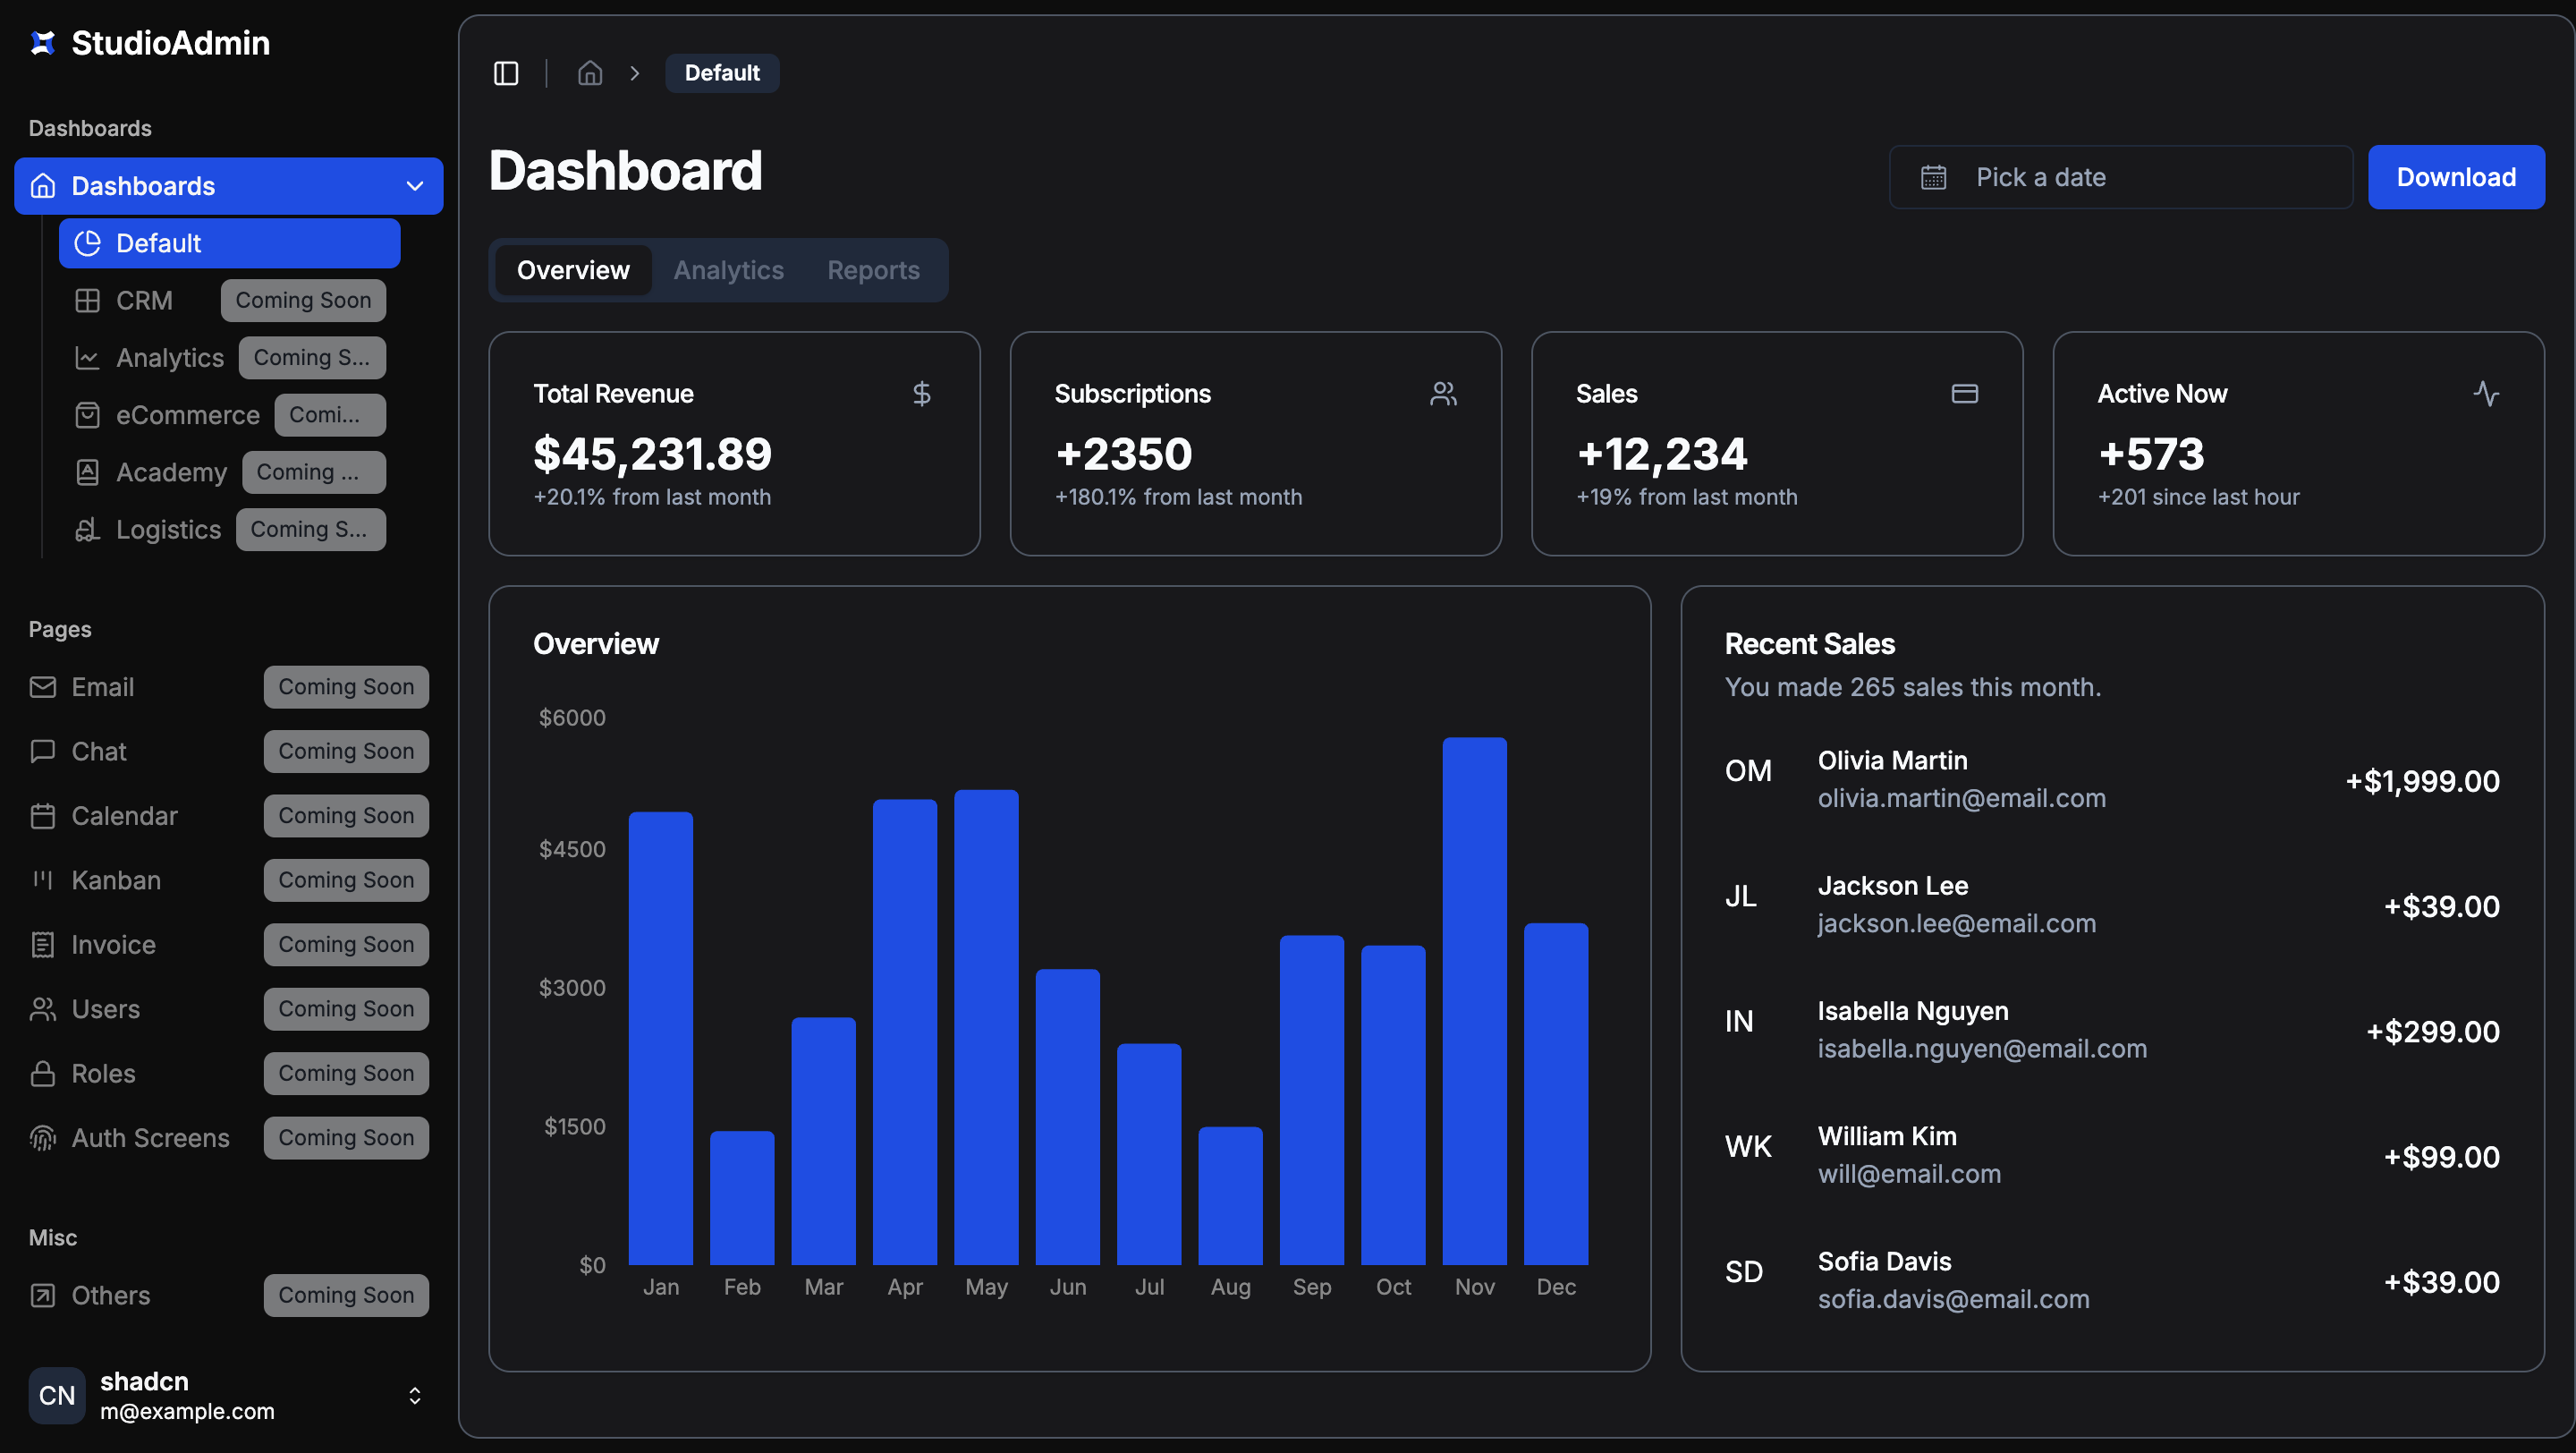 StudioAdmin
Dashboards
Dashboards
Default
CRM Coming Soon
Analytics Coming S...
eCommerce Comi...
Academy Coming ...
Logistics Coming S...
Pages
Email Coming Soon
Chat Coming Soon
Calendar Coming Soon
Kanban Coming Soon
Invoice Coming Soon
Users Coming Soon
Roles Coming Soon
Auth Screens Coming Soon
Misc
Others Coming Soon
CN
shadcn
m@example.com
Default
Dashboard
Pick a date
Download
Overview Analytics Reports
Total Revenue
$
$45,231.89
+20.1% from last month
Subscriptions
+2350
+180.1% from last month
Sales
+12,234
+19% from last month
Active Now
+573
+201 since last hour
Overview
$6000
$4500
$3000
$1500
$0
Jan Feb Mar Apr May Jun Jul Aug Sep Oct Nov Dec
Recent Sales
You made 265 sales this month.
OM
Olivia Martin
olivia.martin@email.com
+$1,999.00
JL
Jackson Lee
jackson.lee@email.com
+$39.00
IN
Isabella Nguyen
isabella.nguyen@email.com
+$299.00
WK
William Kim
will@email.com
+$99.00
SD
Sofia Davis
sofia.davis@email.com
+$39.00